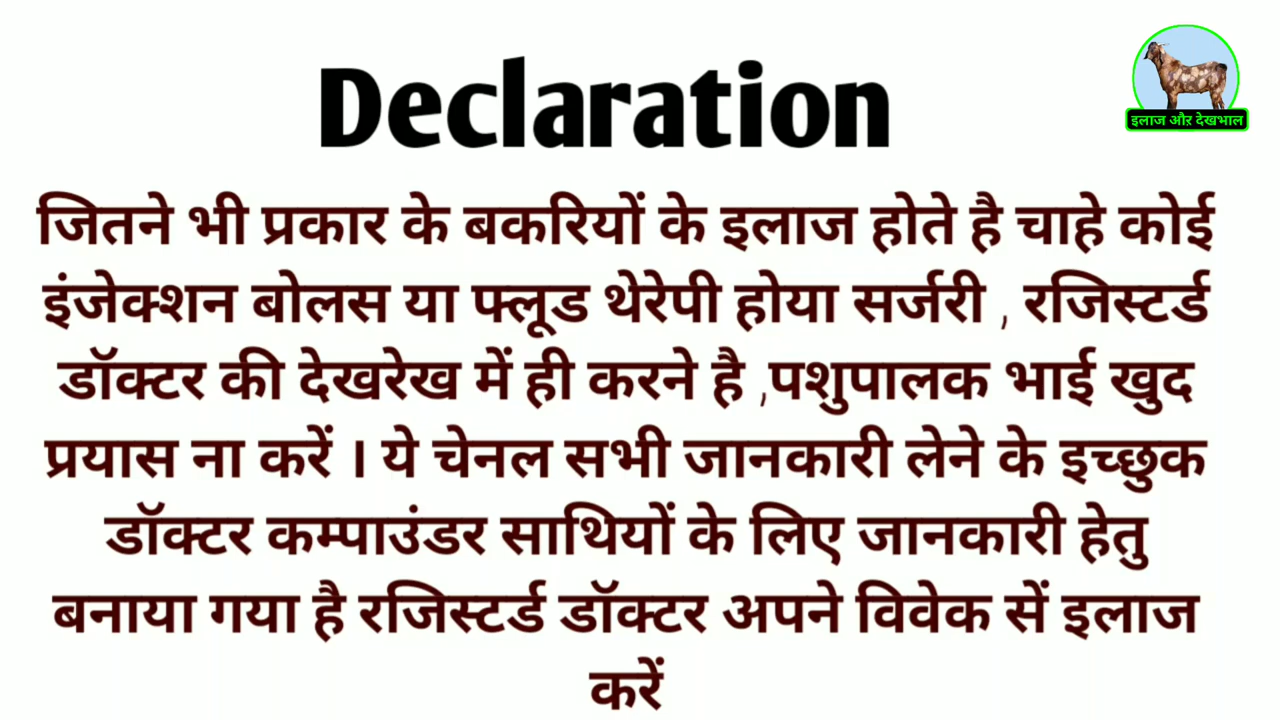 Declaration
इलाज और देखभाल
जितने भी प्रकार के बकरियों के इलाज होते है चाहे कोई
इंजेक्शन बोलस या फ्लूड थेरेपी होया सर्जरी , रजिस्टर्ड
डॉक्टर की देखरेख में ही करने है ,पशुपालक भाई खुद
प्रयास ना करें । ये चेनल सभी जानकारी लेने के इच्छुक
डॉक्टर कम्पाउंडर साथियों के लिए जानकारी हेतु
बनाया गया है रजिस्टर्ड डॉक्टर अपने विवेक सें इलाज
करें